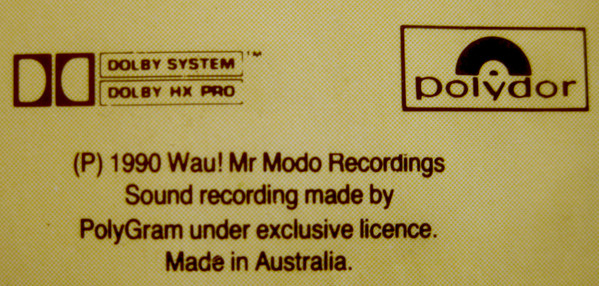 DOLBY SYSTEM ™
DOLBY HX PRO
polydor
(P) 1990 Wau! Mr Modo Recordings
Sound recording made by
PolyGram under exclusive licence.
Made in Australia.